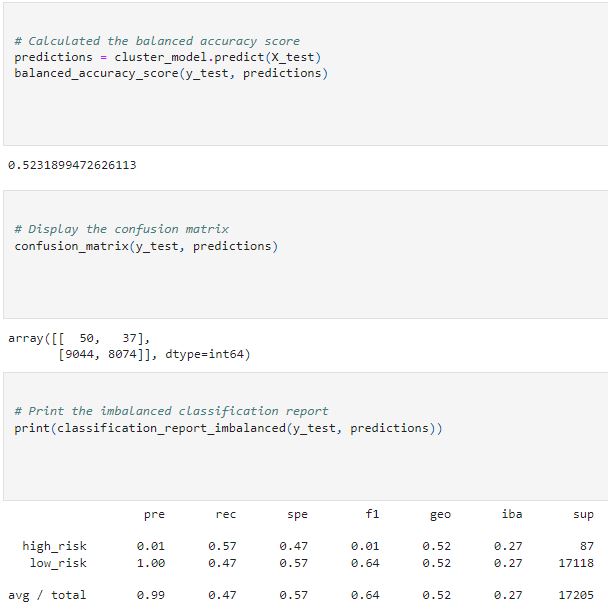 # Calculated the balanced accuracy score
predictions = cluster_model.predict(X_test)
balanced_accuracy_score(y_test, predictions)
0.5231899472626113
# Display the confusion matrix
confusion_matrix(y_test, predictions)
array([[  50,   37],
       [9044, 8074]], dtype=int64)
# Print the imbalanced classification report
print(classification_report_imbalanced(y_test, predictions))
pre rec spe f1 geo iba sup
high_risk 0.01 0.57 0.47 0.01 0.52 0.27 87
low_risk 1.00 0.47 0.57 0.64 0.52 0.27 17118
avg / total 0.99 0.47 0.57 0.64 0.52 0.27 17205